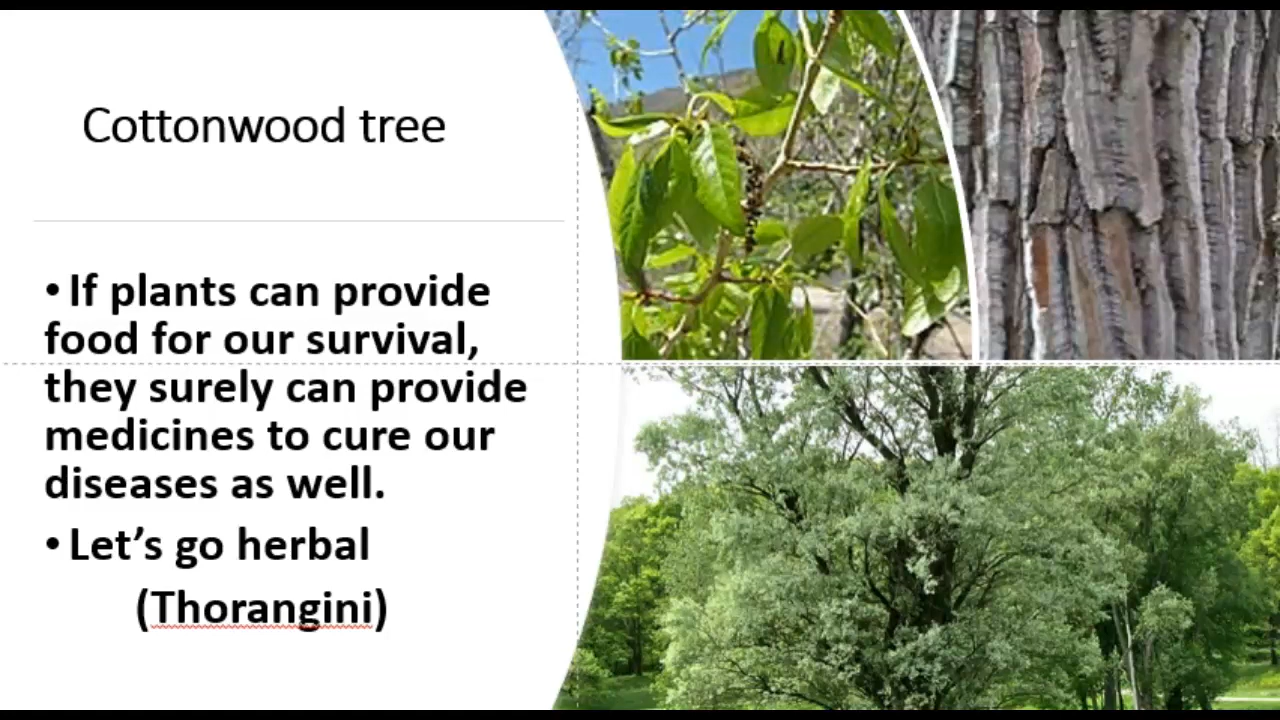 Cottonwood tree
• If plants can provide
food for our survival,
they surely can provide
medicines to cure our
diseases as well.
• Let’s go herbal
(Thorangini)